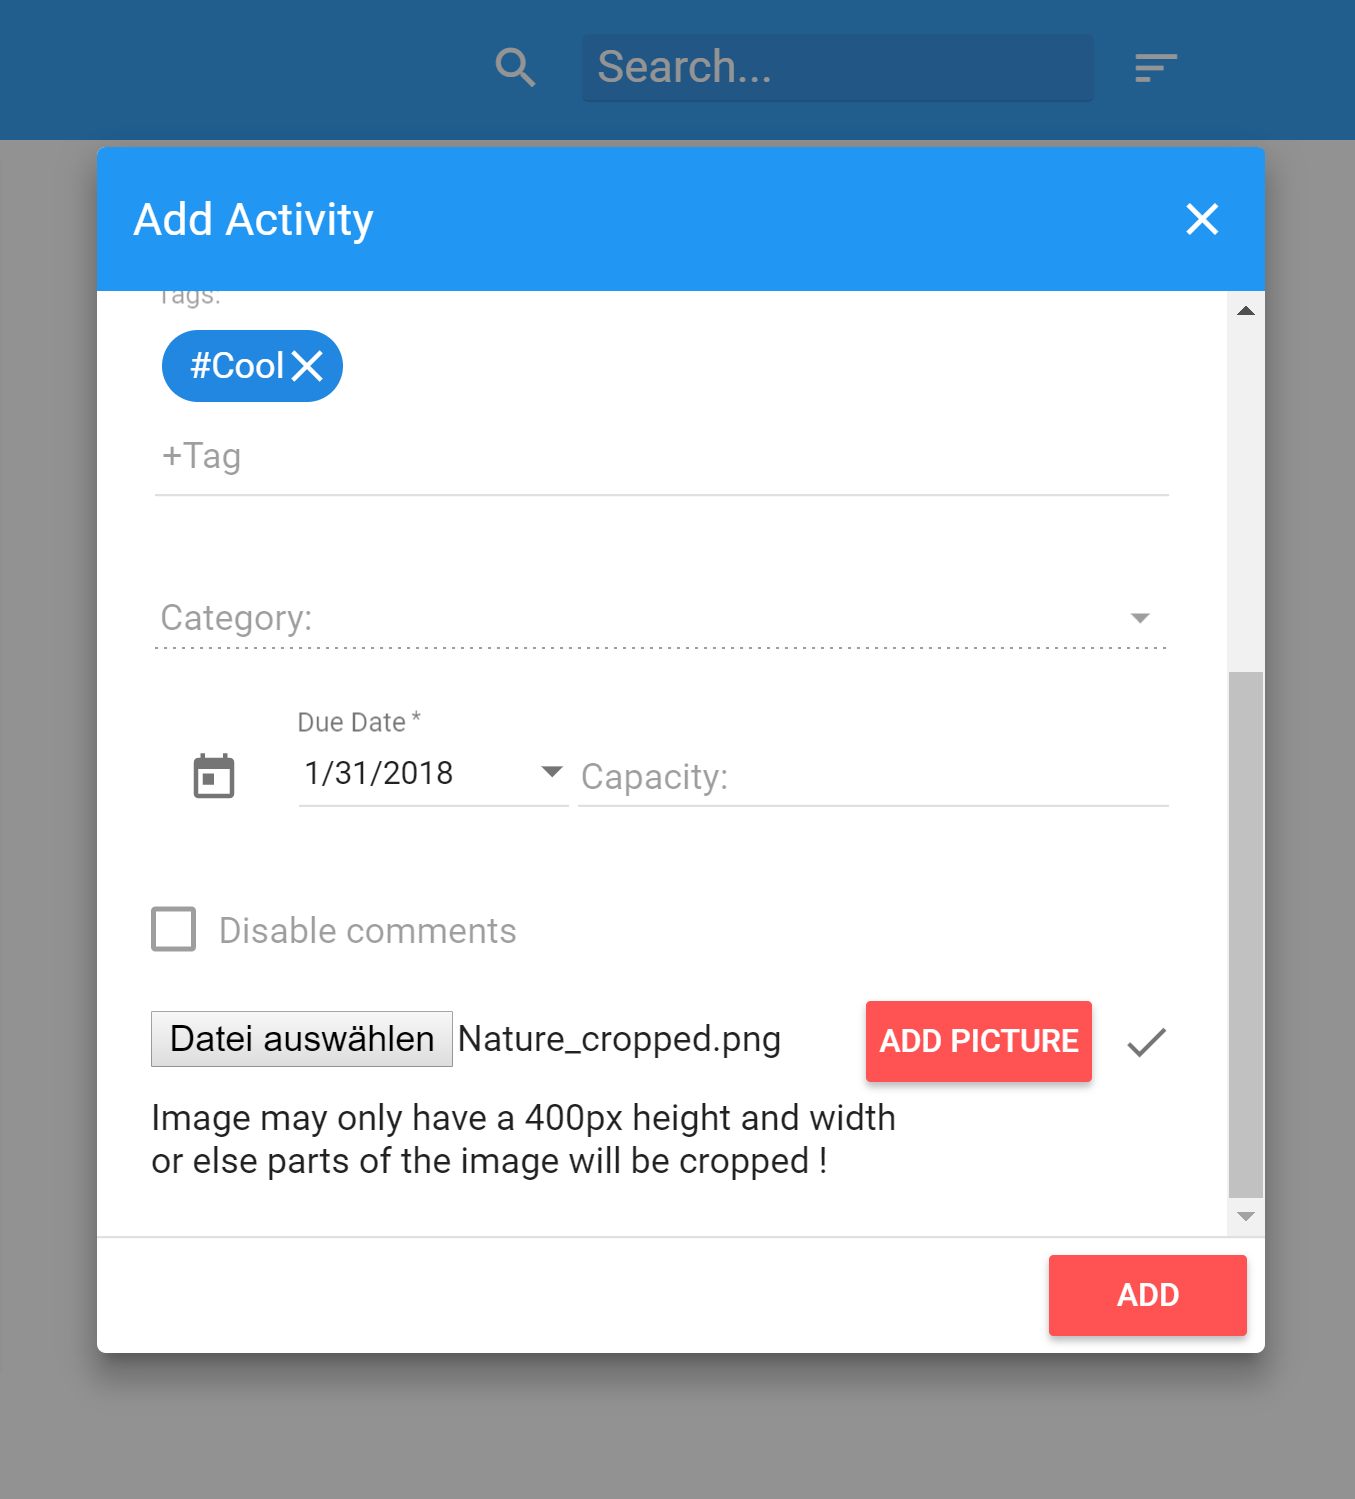 Search...
Add Activity
Tags:
#Cool
+Tag
Category:
Due Date *
1/31/2018
Capacity:
Disable comments
Datei auswählen Nature_cropped.png
ADD PICTURE
Image may only have a 400px height and width
or else parts of the image will be cropped !
ADD